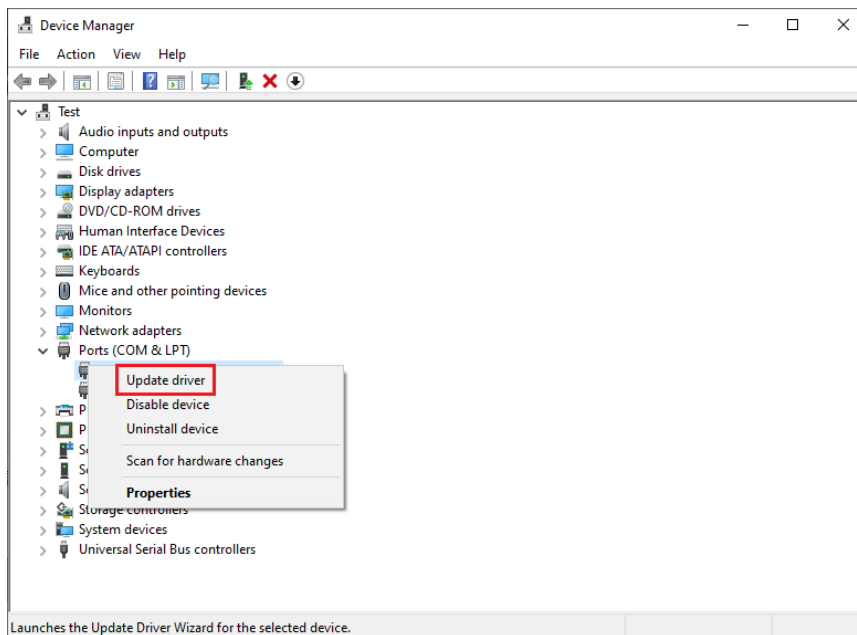 Device Manager
File Action View Help
Test
Audio inputs and outputs
Computer
Disk drives
Display adapters
DVD/CD-ROM drives
Human Interface Devices
IDE ATA/ATAPI controllers
Keyboards
Mice and other pointing devices
Monitors
Network adapters
Ports (COM & LPT)
Update driver
Disable device
Uninstall device
Scan for hardware changes
Properties
Storage controllers
System devices
Universal Serial Bus controllers
Launches the Update Driver Wizard for the selected device.